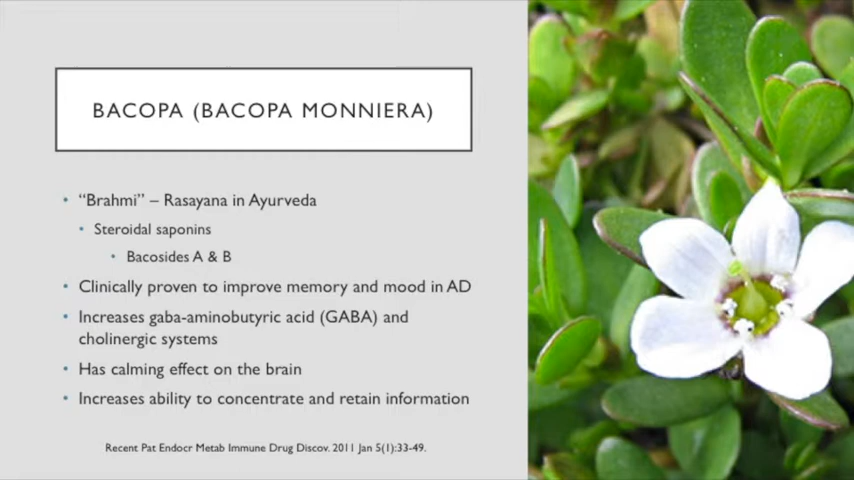 BACOPA (BACOPA MONNIERA)
• "Brahmi" – Rasayana in Ayurveda
• Steroidal saponins
• Bacosides A & B
• Clinically proven to improve memory and mood in AD
• Increases gaba-aminobutyric acid (GABA) and
cholinergic systems
• Has calming effect on the brain
• Increases ability to concentrate and retain information
Recent Pat Endocr Metab Immune Drug Discov. 2011 Jan 5(1):33-49.